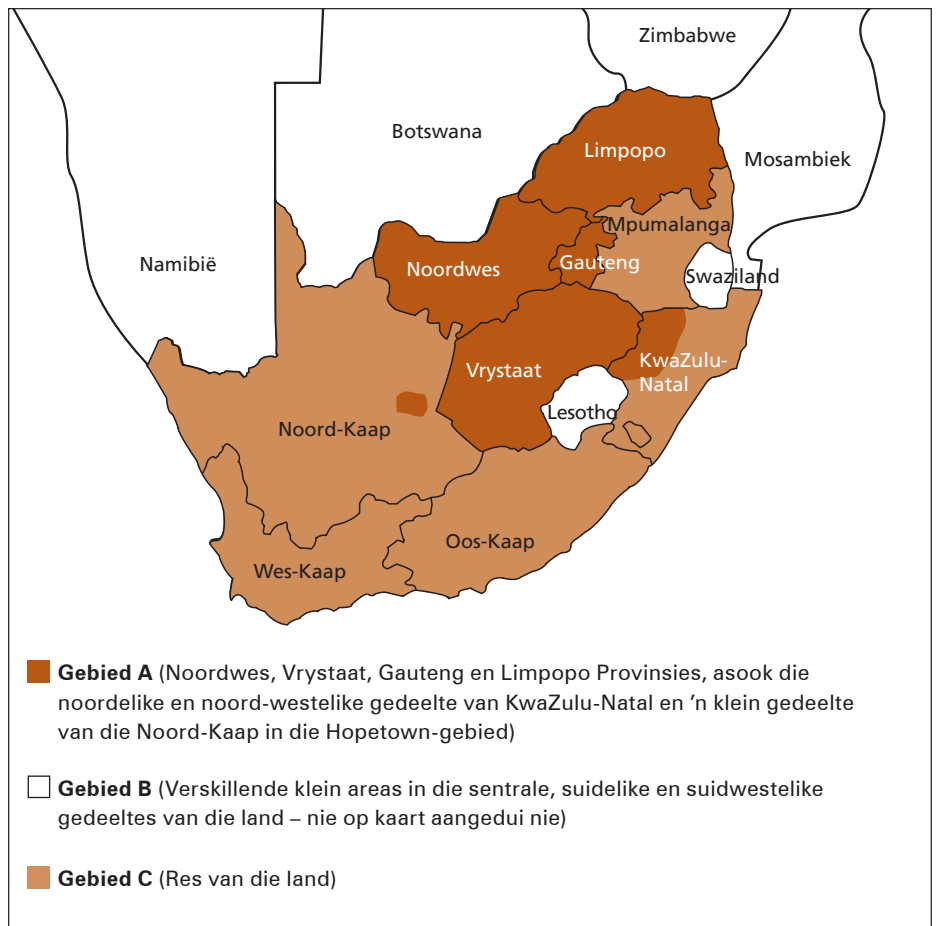 Zimbabwe
Botswana
Limpopo
Mosambiek
Mpumalanga
Namibië
Noordwes
Gauteng
Swaziland
Vrystaat
KwaZulu-
Natal
Lesotho
Noord-Kaap
Oos-Kaap
Wes-Kaap
Gebied A (Noordwes, Vrystaat, Gauteng en Limpopo Provinsies, asook die
noordelike en noord-westelike gedeelte van KwaZulu-Natal en 'n klein gedeelte
van die Noord-Kaap in die Hopetown-gebied)
Gebied B (Verskillende klein areas in die sentrale, suidelike en suidwestelike
gedeeltes van die land – nie op kaart aangedui nie)
Gebied C (Res van die land)